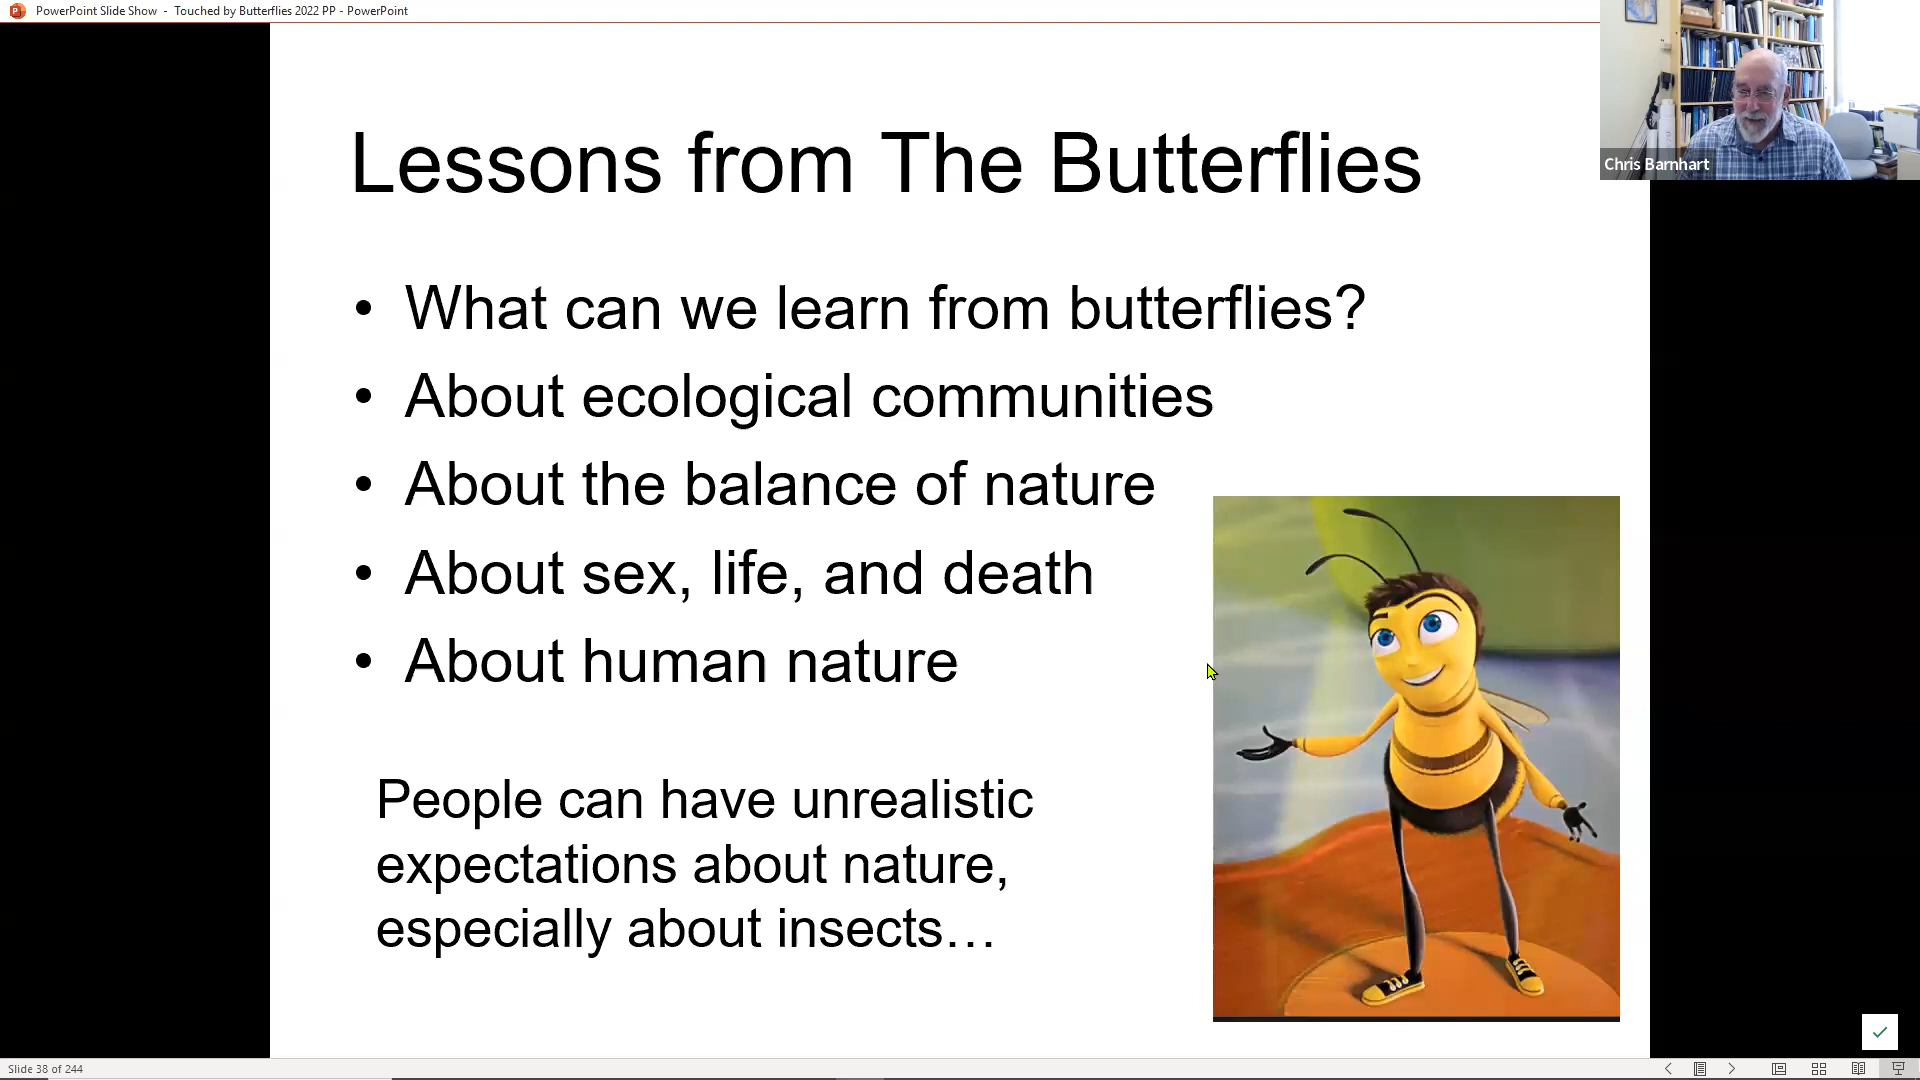 PowerPoint Slide Show - Touched by Butterflies 2022 PP - PowerPoint
Chris Barnhart
Lessons from The Butterflies
• What can we learn from butterflies?
• About ecological communities
• About the balance of nature
• About sex, life, and death
• About human nature
People can have unrealistic
expectations about nature,
especially about insects…
Slide 38 of 244